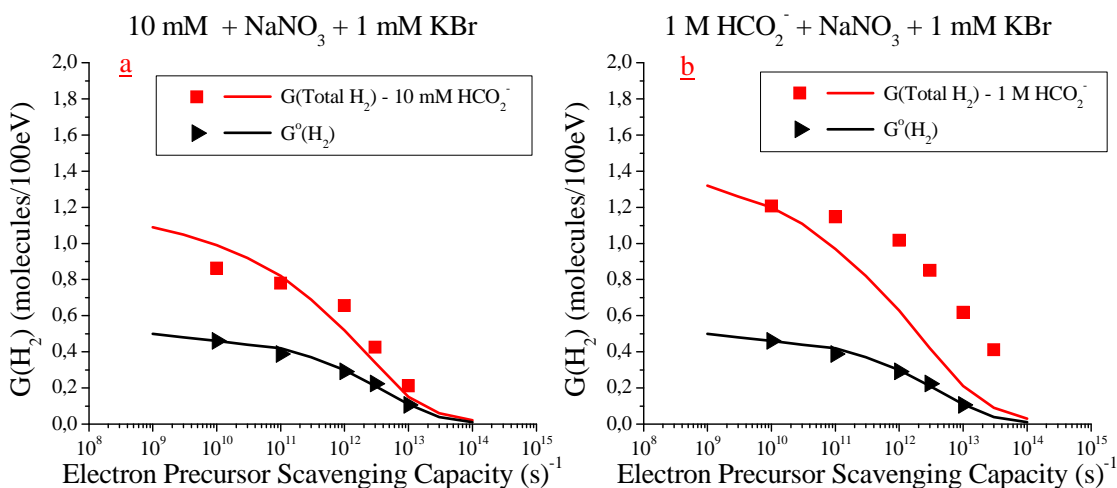 10 mM + NaNO₃ + 1 mM KBr
a
G(Total H₂) - 10 mM HCO₂⁻
G°(H₂)
G(H₂) (molecules/100eV)
2,0
1,8
1,6
1,4
1,2
1,0
0,8
0,6
0,4
0,2
0,0
10⁸ 10⁹ 10¹⁰ 10¹¹ 10¹² 10¹³ 10¹⁴ 10¹⁵
Electron Precursor Scavenging Capacity (s)⁻¹
1 M HCO₂⁻ + NaNO₃ + 1 mM KBr
b
G(Total H₂) - 1 M HCO₂⁻
G°(H₂)
G(H₂) (molecules/100eV)
2,0
1,8
1,6
1,4
1,2
1,0
0,8
0,6
0,4
0,2
0,0
10⁸ 10⁹ 10¹⁰ 10¹¹ 10¹² 10¹³ 10¹⁴ 10¹⁵
Electron Precursor Scavenging Capacity (s)⁻¹